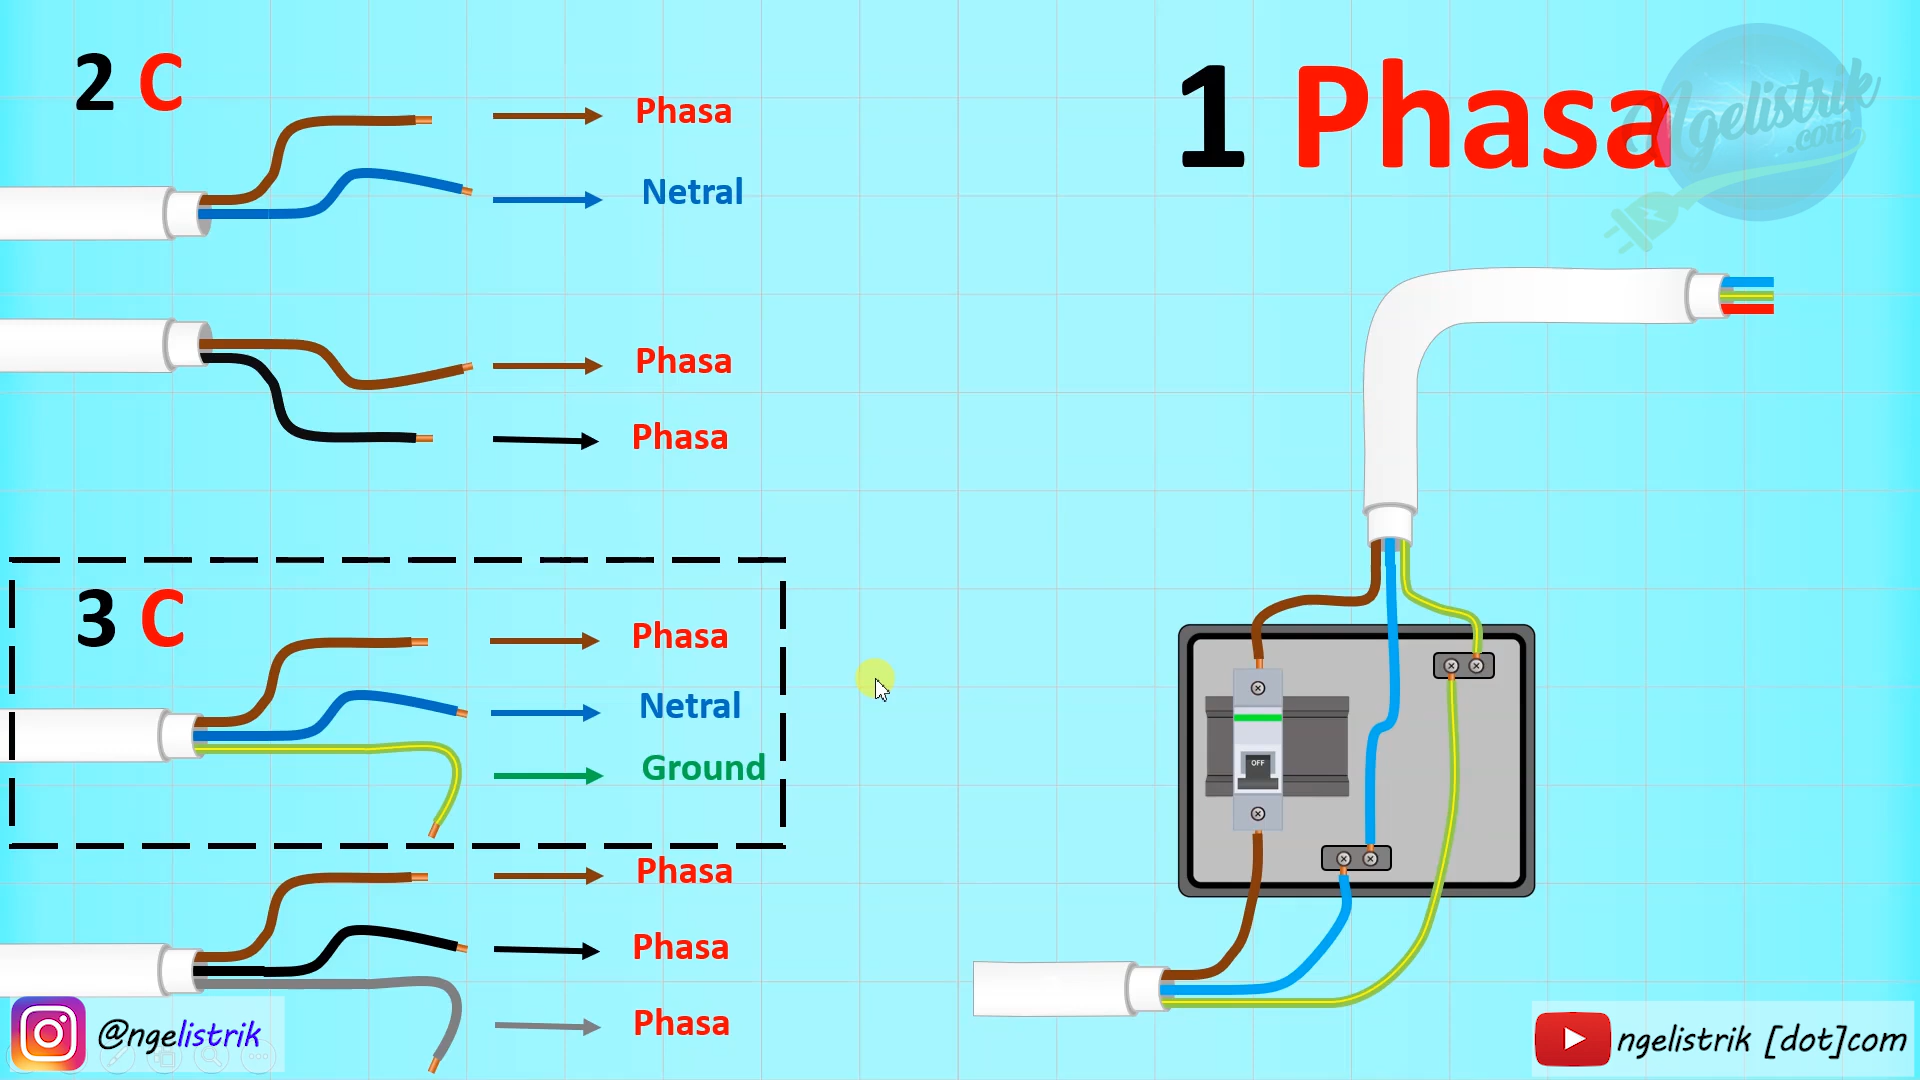 2 C
Phasa
Netral
Phasa
Phasa
3 C
Phasa
Netral
Ground
Phasa
Phasa
Phasa
1 Phasa
Ngelistrik
.com
OFF
@ngelistrik
ngelistrik [dot]com